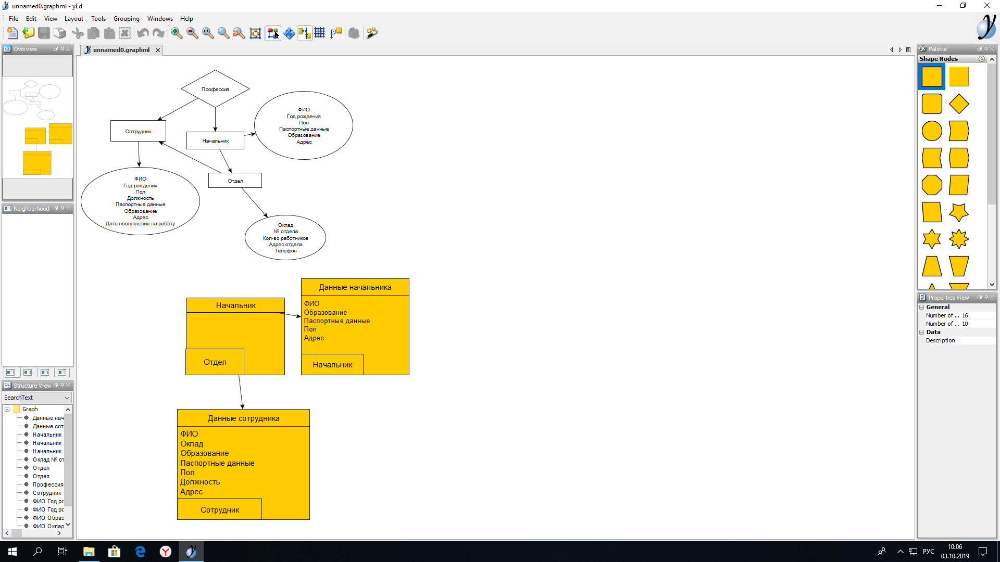 unnamed0.graphml - yEd
File Edit View Layout Tools Grouping Windows Help
1:1
Overview
unnamed0.graphml
Palette
Shape Nodes
Профессия
Сотрудник
Начальник
ФИО
Год рождения
Пол
Паспортные данные
Образование
Адрес
Отдел
ФИО
Год рождения
Пол
Должность
Паспортные данные
Образование
Адрес
Дата поступления на работу
Оклад
№ отдела
Кол-во работников
Адрес отдела
Телефон
Начальник
Отдел
Данные начальника
ФИО
Образование
Паспортные данные
Пол
Адрес
Начальник
Данные сотрудника
ФИО
Оклад
Образование
Паспортные данные
Пол
Должность
Адрес
Сотрудник
Neighborhood
Structure View
Search Text
Graph
Данные нач
Данные сот
Начальник
Начальник
Начальник
Оклад № от
Отдел
Отдел
Профессия
Сотрудник
ФИО Год ро
ФИО Год ро
ФИО Образ
ФИО Оклад
Properties View
General
Number of ... 16
Number of ... 10
Data
Description
РУС
10:06
03.10.2019